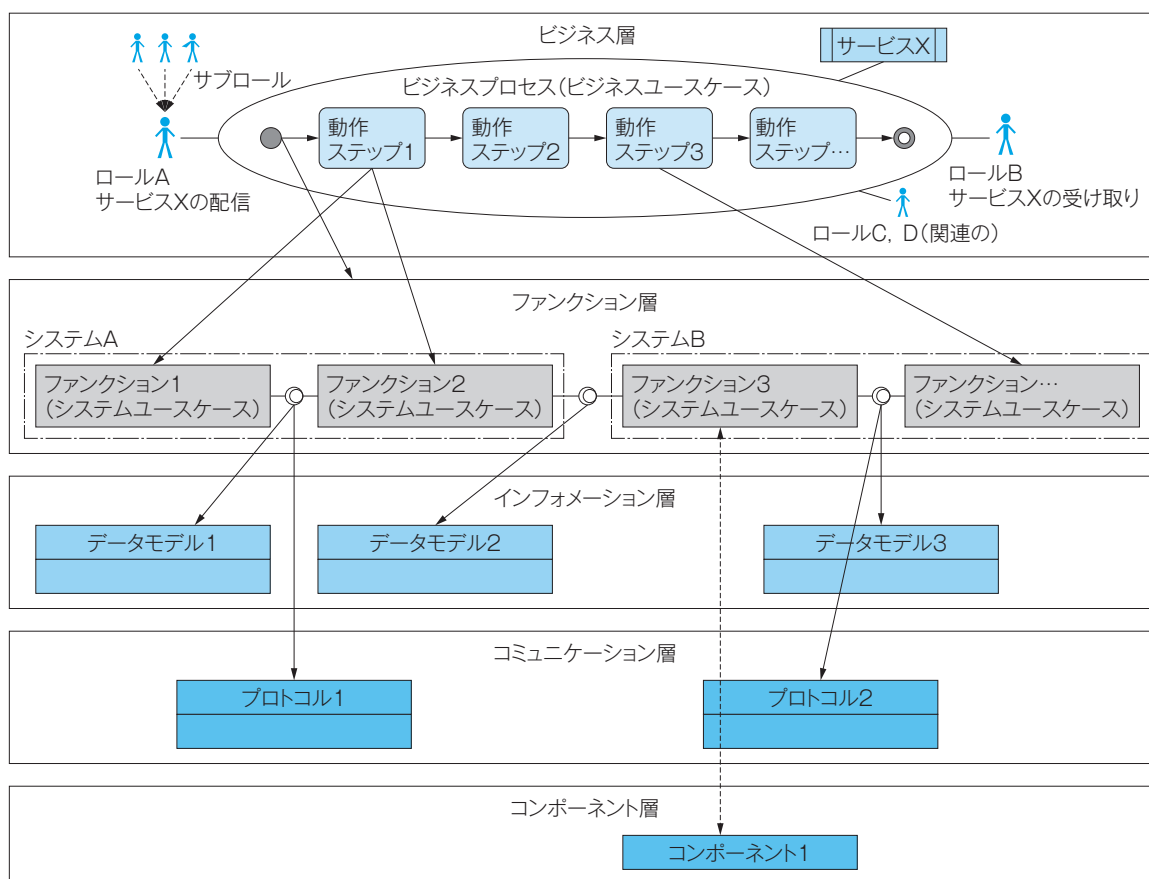 ビジネス層
サービスX
サブロール
ビジネスプロセス(ビジネスユースケース)
動作
ステップ1
動作
ステップ2
動作
ステップ3
動作
ステップ…
ロールA
サービスXの配信
ロールB
サービスXの受け取り
ロールC, D(関連の)
ファンクション層
システムA
システムB
ファンクション1
(システムユースケース)
ファンクション2
(システムユースケース)
ファンクション3
(システムユースケース)
ファンクション…
(システムユースケース)
インフォメーション層
データモデル1
データモデル2
データモデル3
コミュニケーション層
プロトコル1
プロトコル2
コンポーネント層
コンポーネント1